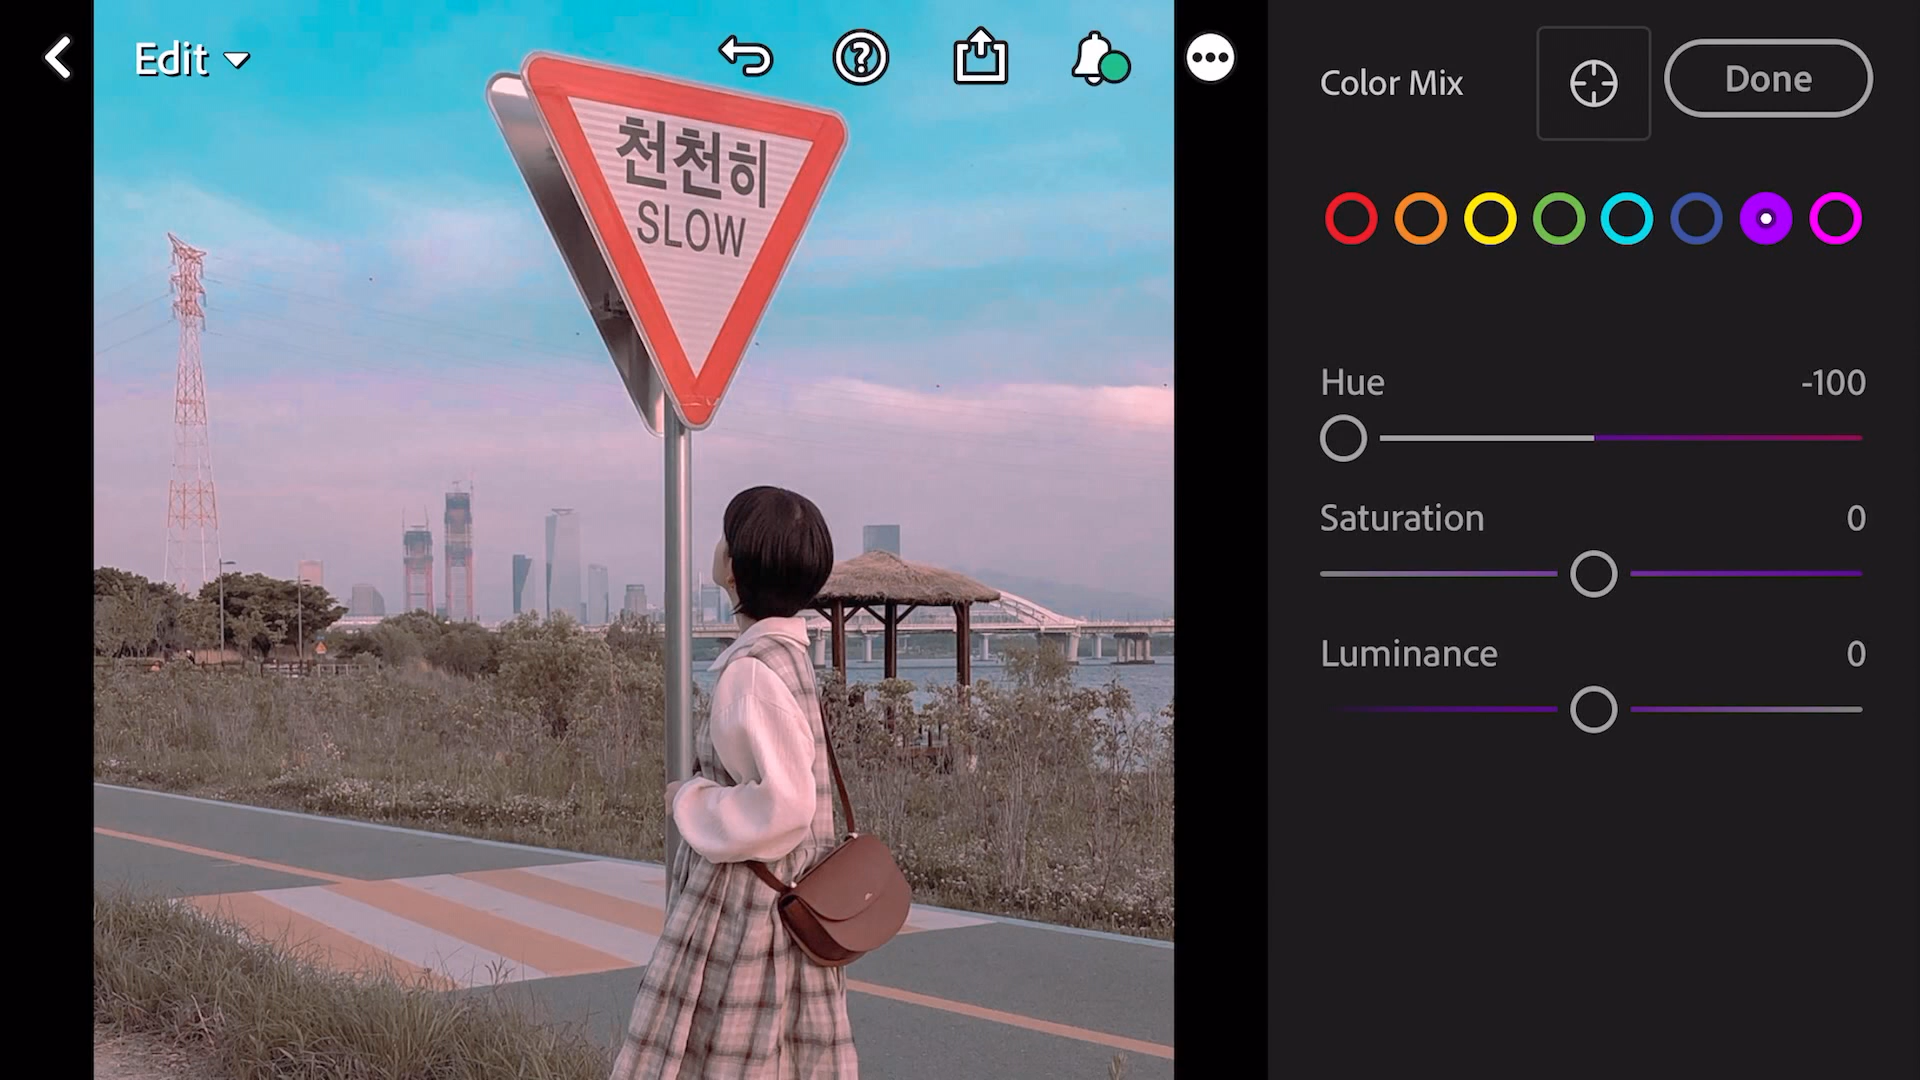 Edit
천천히
SLOW
Color Mix
Done
Hue -100
Saturation 0
Luminance 0